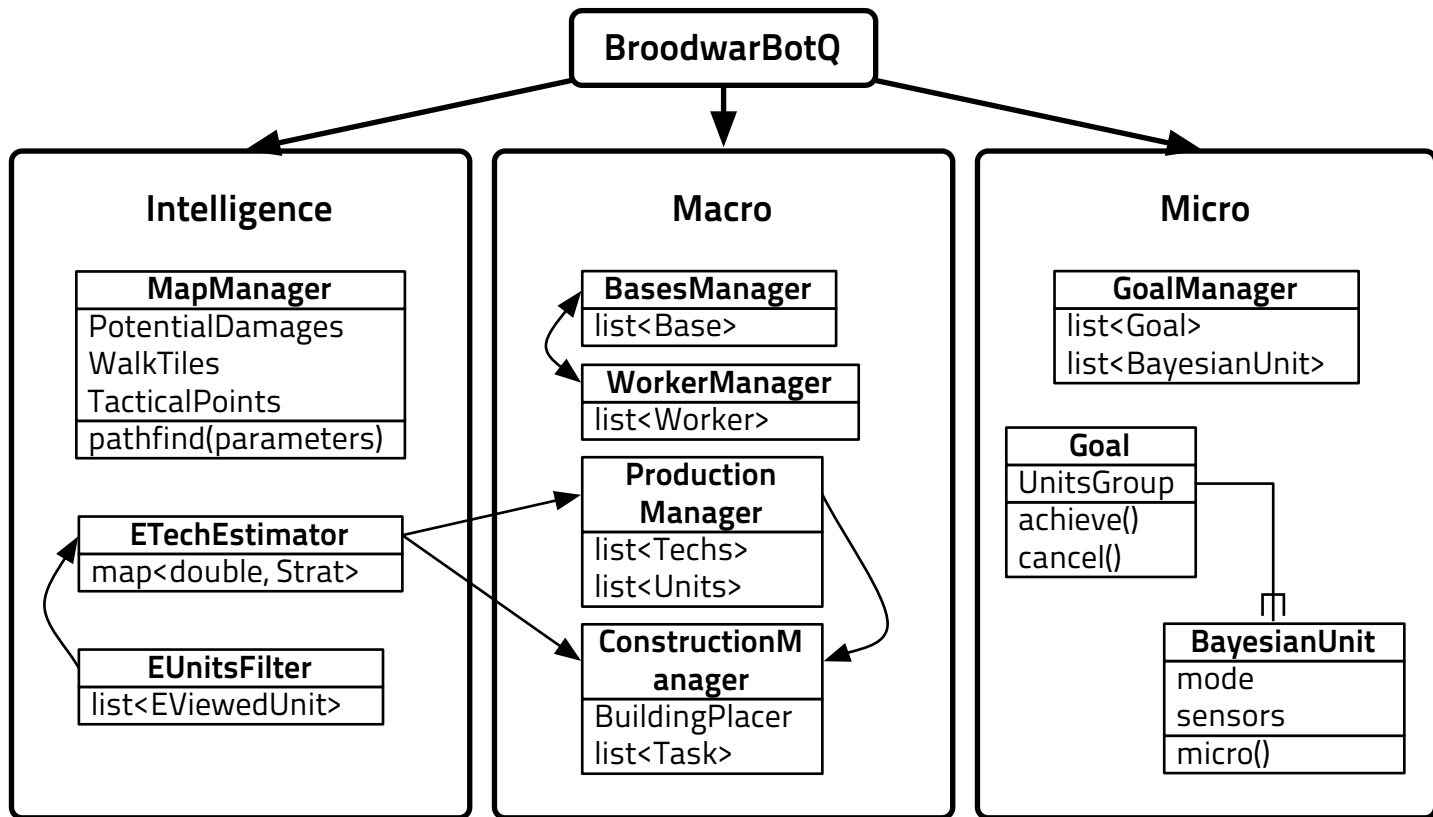 BroodwarBotQ
Intelligence
MapManager
PotentialDamages
WalkTiles
TacticalPoints
pathfind(parameters)
ETechEstimator
map<double, Strat>
EUnitsFilter
list<EViewedUnit>
Macro
BasesManager
list<Base>
WorkerManager
list<Worker>
Production
Manager
list<Techs>
list<Units>
ConstructionM
anager
BuildingPlacer
list<Task>
Micro
GoalManager
list<Goal>
list<BayesianUnit>
Goal
UnitsGroup
achieve()
cancel()
BayesianUnit
mode
sensors
micro()